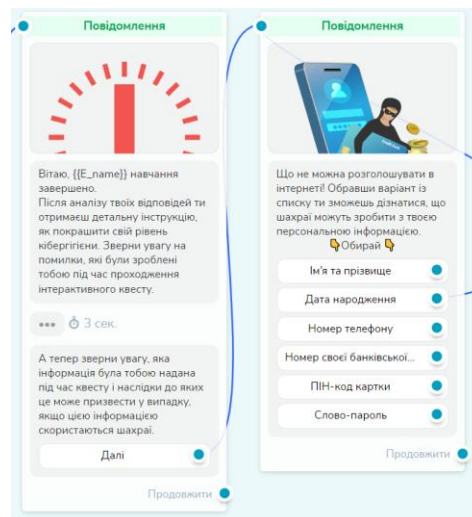 Повідомлення
Вітаю, {{E_name}} навчання
завершено.
Після аналізу твоїх відповідей ти
отримаєш детальну інструкцію,
як покращити свій рівень
кібергігієни. Зверни увагу на
помилки, які були зроблені
тобою під час проходження
інтерактивного квесту.
3 сек.
А тепер зверни увагу, яка
інформація була тобою надана
під час квесту і наслідки до яких
це може призвести у випадку,
якщо цією інформацією
скористаються шахраї.
Далі
Продовжити
Повідомлення
Що не можна розголошувати в
інтернеті! Обравши варіант із
списку ти зможешь дізнатися, що
шахраї можуть зробити з твоєю
персональною інформацією.
👇Обирай 👇
Ім'я та прізвище
Дата народження
Номер телефону
Номер своєї банківської...
ПІН-код картки
Слово-пароль
Продовжити